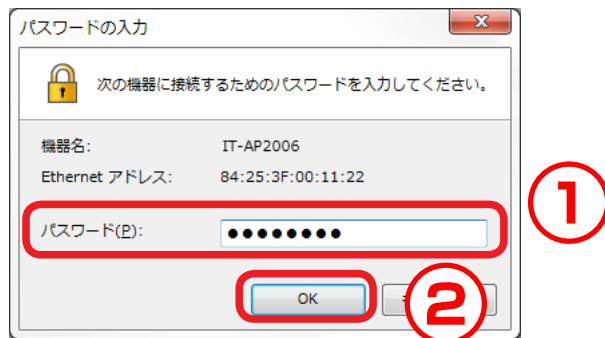 パスワードの入力
次の機器に接続するためのパスワードを入力してください。
機器名: IT-AP2006
Ethernet アドレス: 84:25:3F:00:11:22
パスワード(P): ●●●●●●●●
①
OK
②